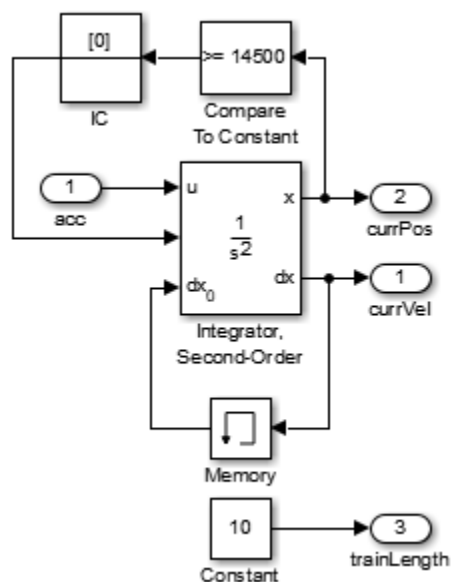 [0]
IC
>= 14500
Compare
To Constant
1
acc
u
x
1
s2
dx0
dx
Integrator,
Second-Order
2
currPos
1
currVel
Memory
10
Constant
3
trainLength